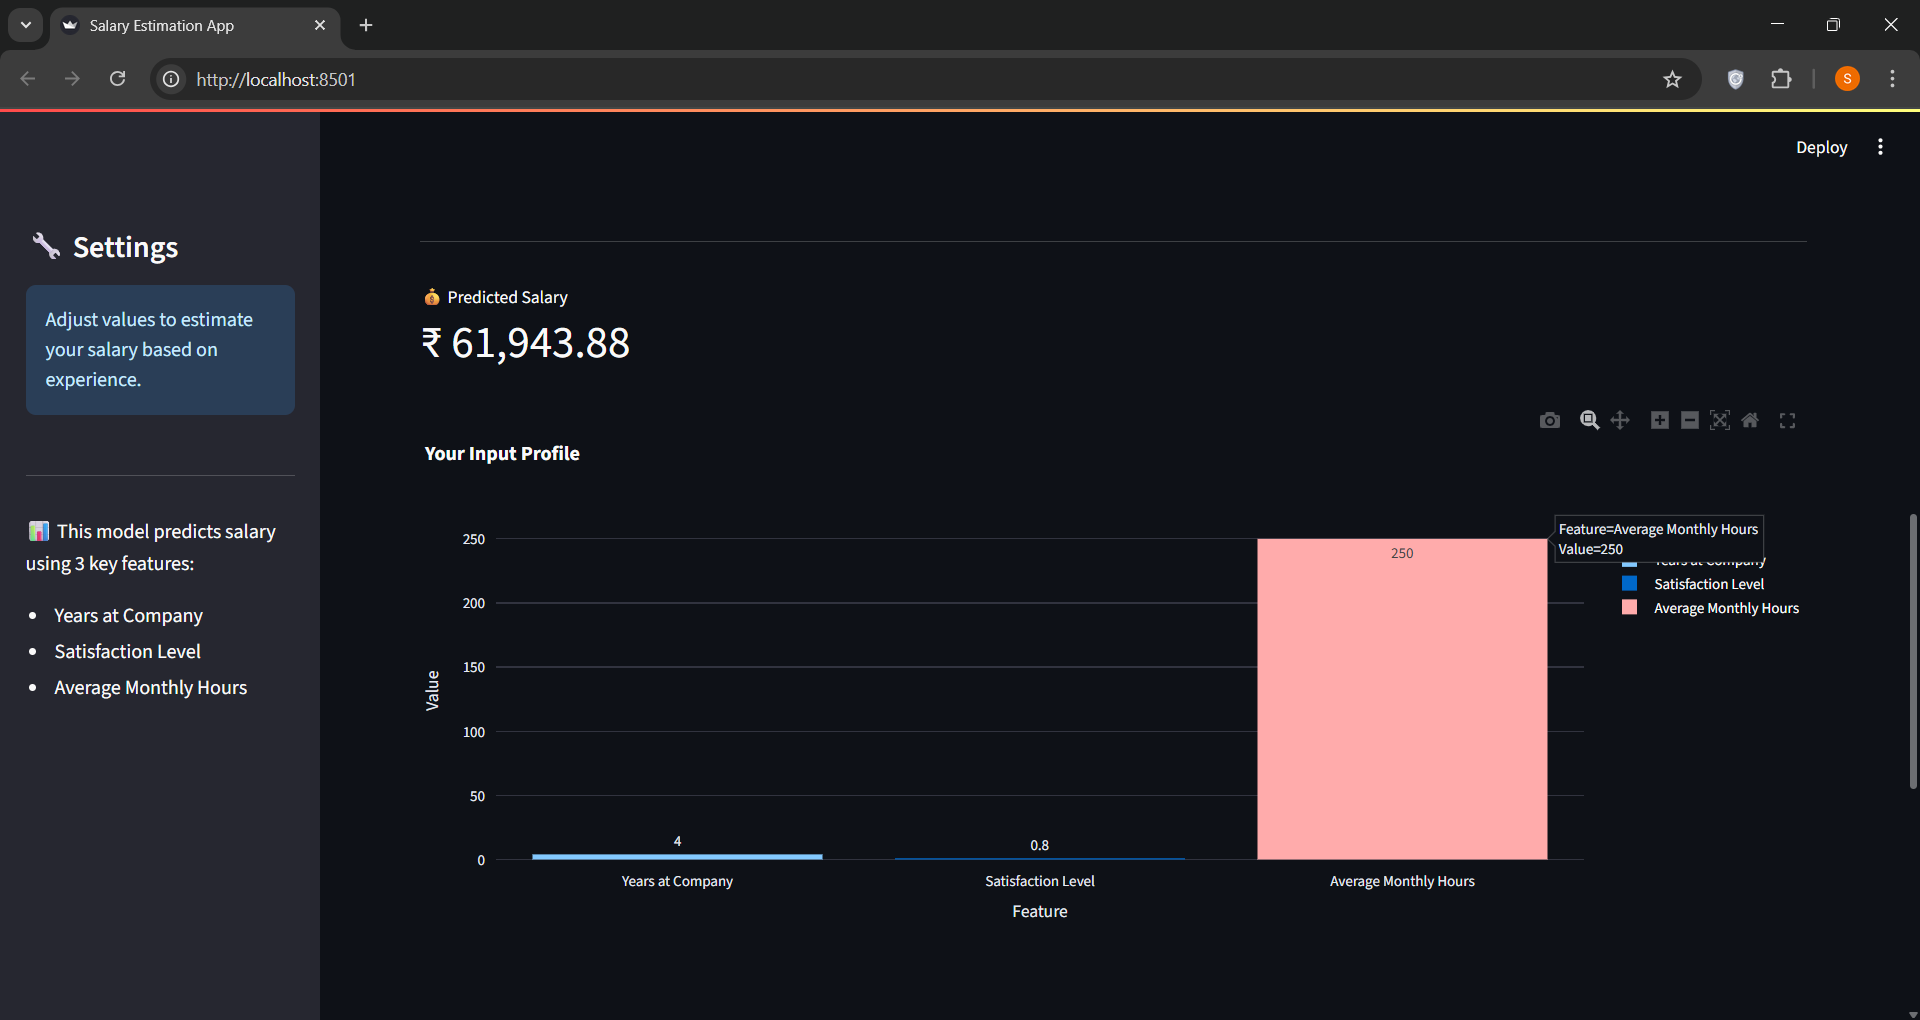 Salary Estimation App
http://localhost:8501
S
Deploy
Settings
Adjust values to estimate
your salary based on
experience.
This model predicts salary
using 3 key features:
• Years at Company
• Satisfaction Level
• Average Monthly Hours
Predicted Salary
₹ 61,943.88
Your Input Profile
Feature=Average Monthly Hours
Value=250
Years at Company
Satisfaction Level
Average Monthly Hours
250
200
150
100
50
0
Value
4
0.8
250
Years at Company
Satisfaction Level
Average Monthly Hours
Feature